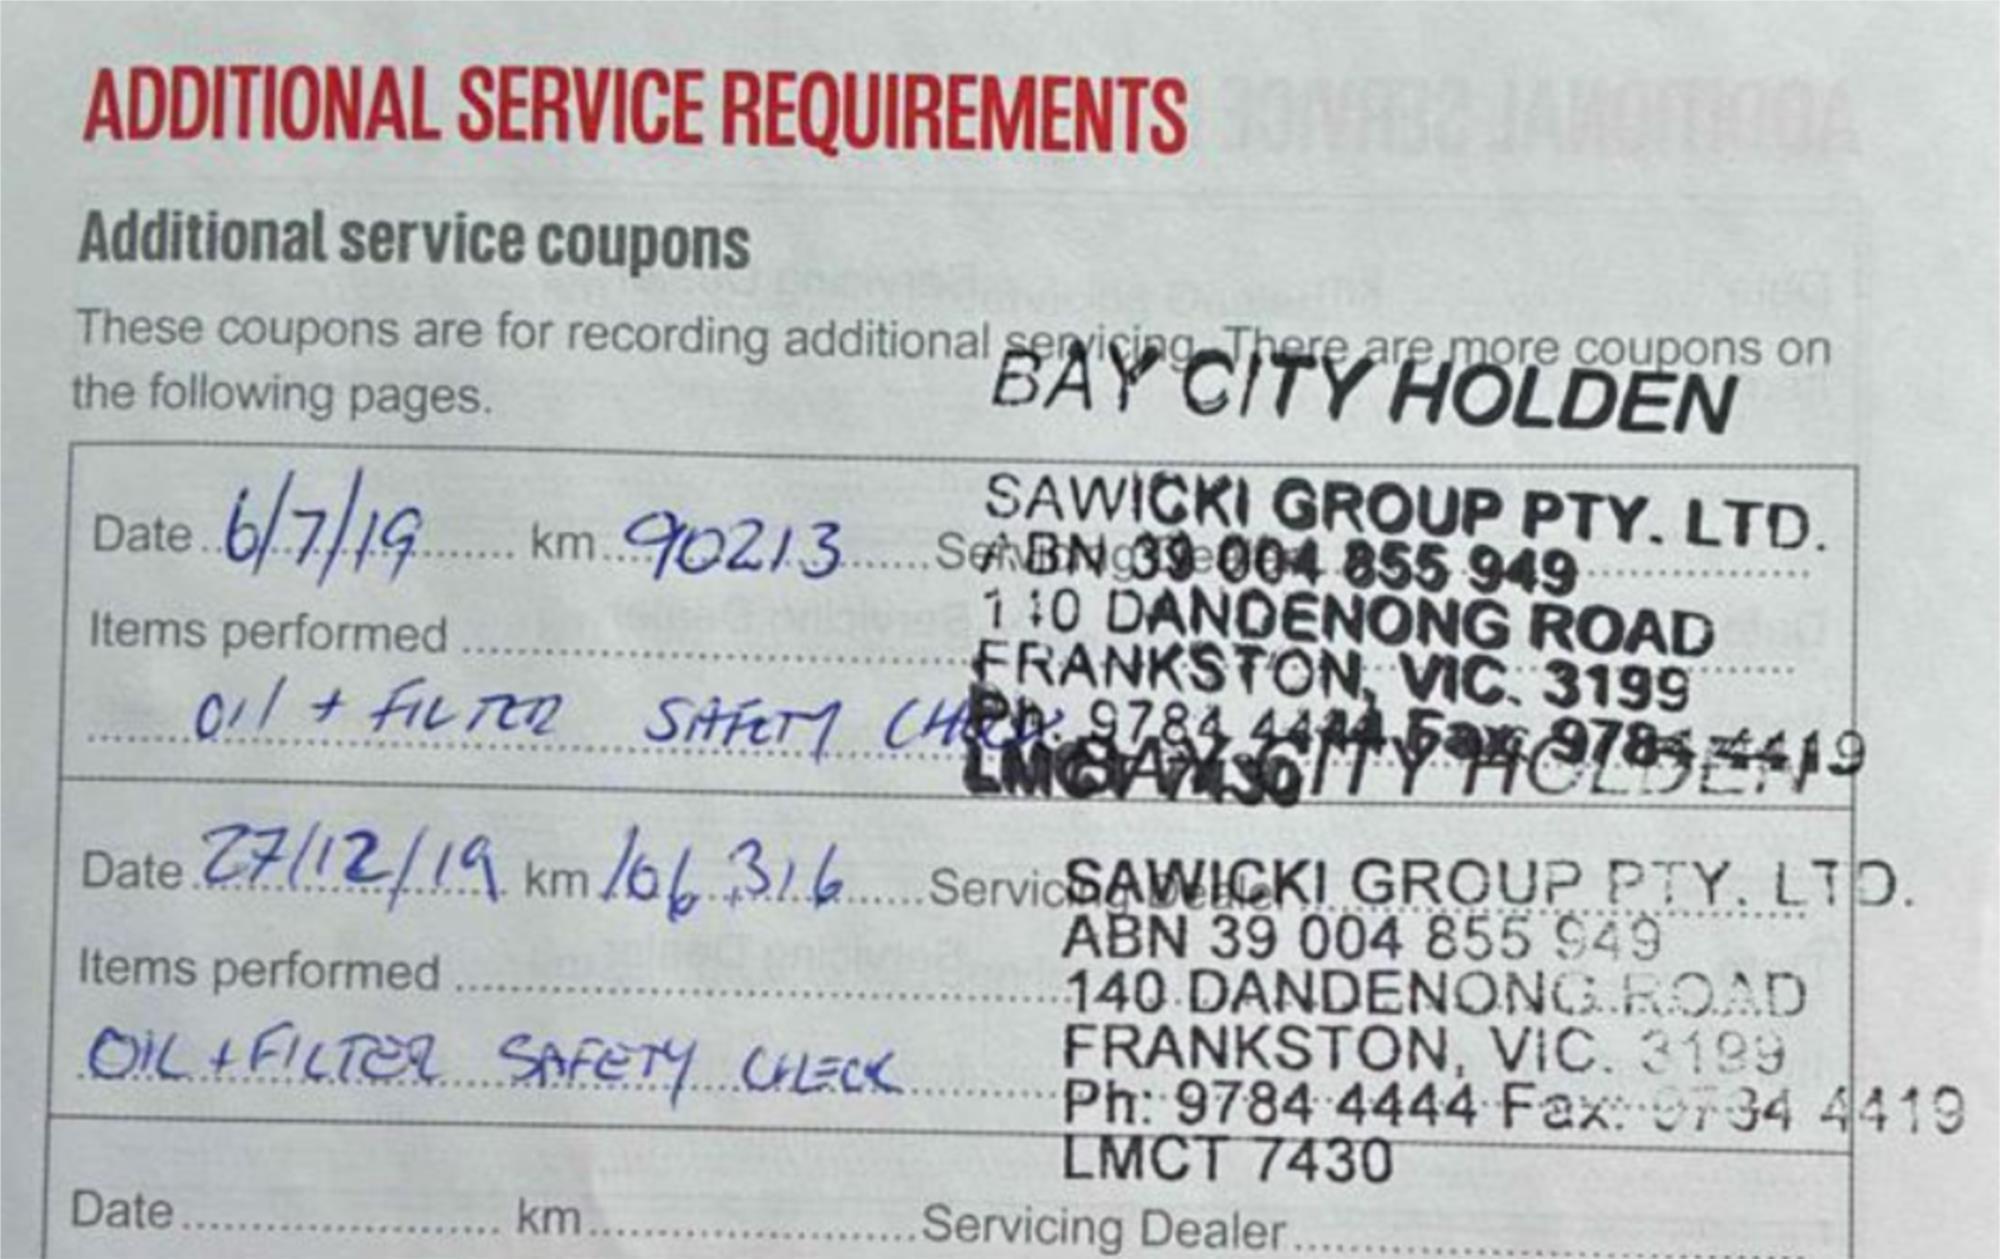 ADDITIONAL SERVICE REQUIREMENTS
Additional service coupons
These coupons are for recording additional servicing. There are more coupons on
the following pages.
BAY CITY HOLDEN
Date 6/7/19 km 90213 Servicing Dealer
SAWICKI GROUP PTY. LTD.
ABN 39 004 855 949
140 DANDENONG ROAD
FRANKSTON, VIC. 3199
Ph: 9784 4444 Fax: 9784 4419
LMCT 7430
Items performed
OIL + FILTER SAFETY CHECK
BAY CITY HOLDEN
Date 27/12/19 km 106,316 Servicing Dealer
SAWICKI GROUP PTY. LTD.
ABN 39 004 855 949
140 DANDENONG ROAD
FRANKSTON, VIC. 3199
Ph: 9784 4444 Fax: 9784 4419
LMCT 7430
Items performed
OIL + FILTER SAFETY CHECK
Date km Servicing Dealer